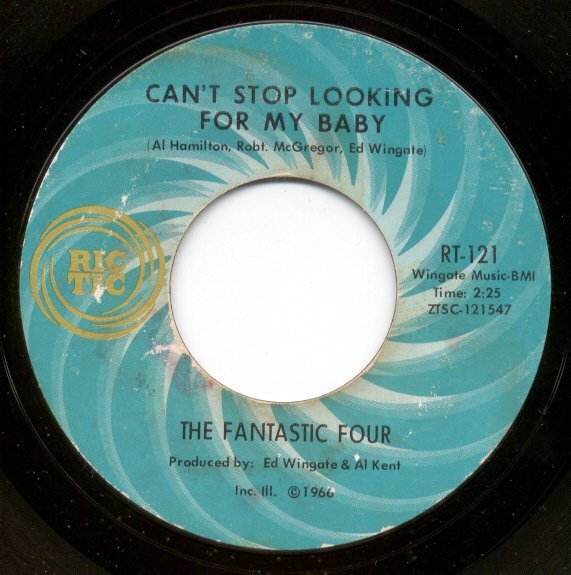 CAN'T STOP LOOKiNG
FOR MY BABY
(Al Hamilton, Robt. McGregor, Ed Wingate)
RIC
TIC
RT-121
Wingate Music-BMI
Time: 2:25
ZTSC-121547
THE FANTASTIC FOUR
Produced by: Ed Wingate & Al Kent
Inc. Ill. ©1966